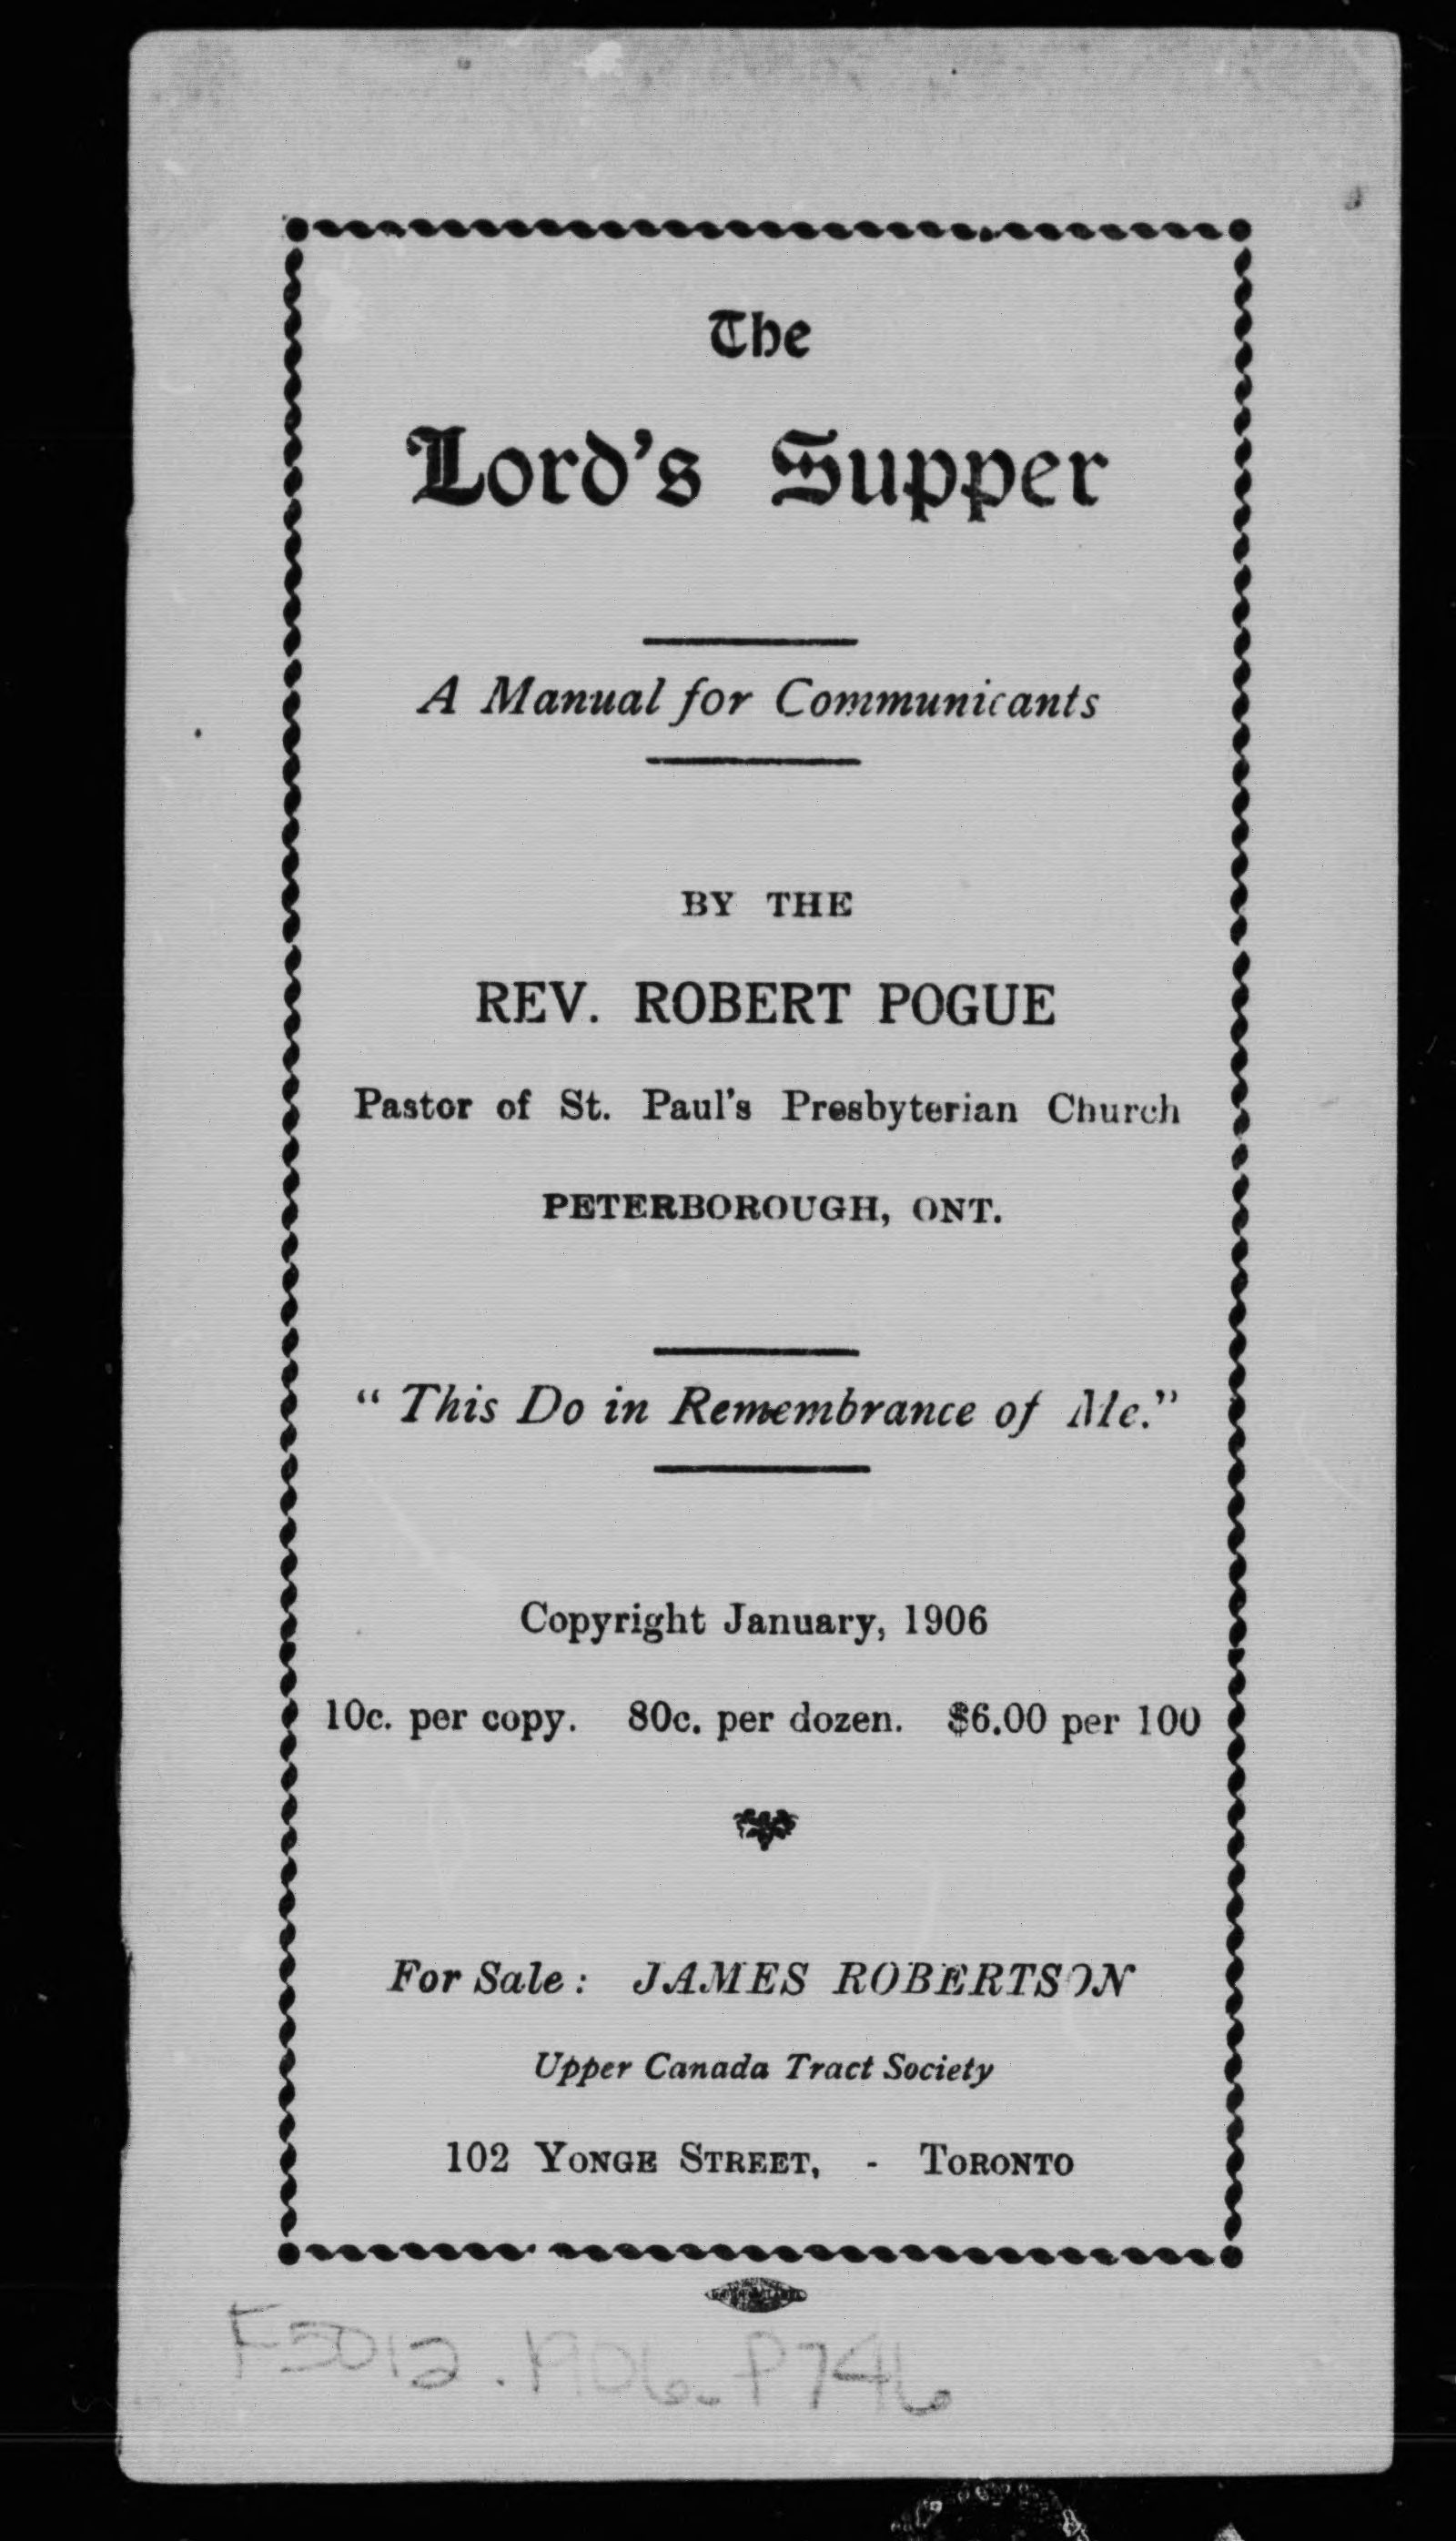 The
Lord's Supper
A Manual for Communicants
BY THE
REV. ROBERT POGUE
Pastor of St. Paul's Presbyterian Church
PETERBOROUGH, ONT.
" This Do in Remembrance of Me."
Copyright January, 1906
10c. per copy. 80c. per dozen. $6.00 per 100
For Sale : JAMES ROBERTSON
Upper Canada Tract Society
102 YONGE STREET, - TORONTO
F5012.1906.P746